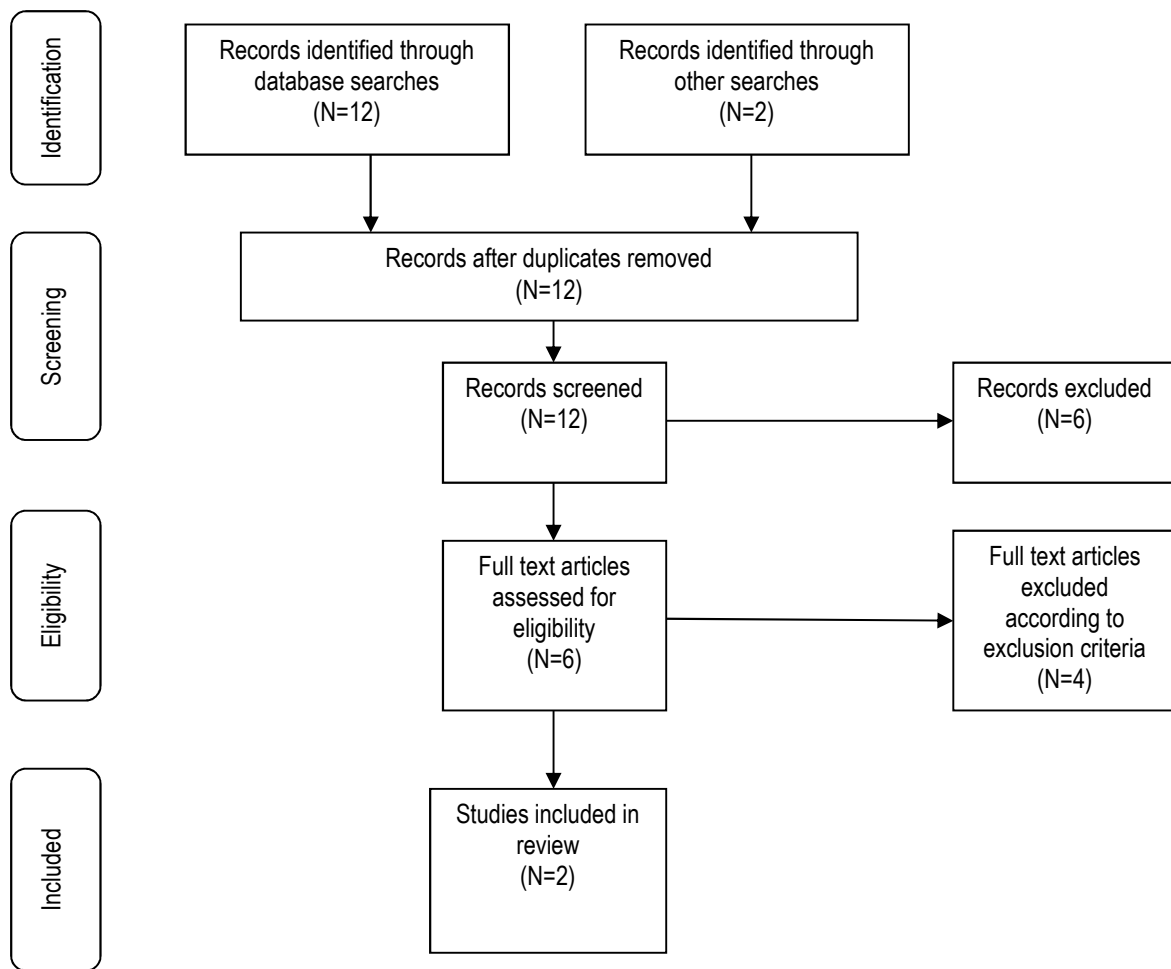 Identification
Records identified through
database searches
(N=12)
Records identified through
other searches
(N=2)
Screening
Records after duplicates removed
(N=12)
Records screened
(N=12)
Records excluded
(N=6)
Eligibility
Full text articles
assessed for
eligibility
(N=6)
Full text articles
excluded
according to
exclusion criteria
(N=4)
Included
Studies included in
review
(N=2)